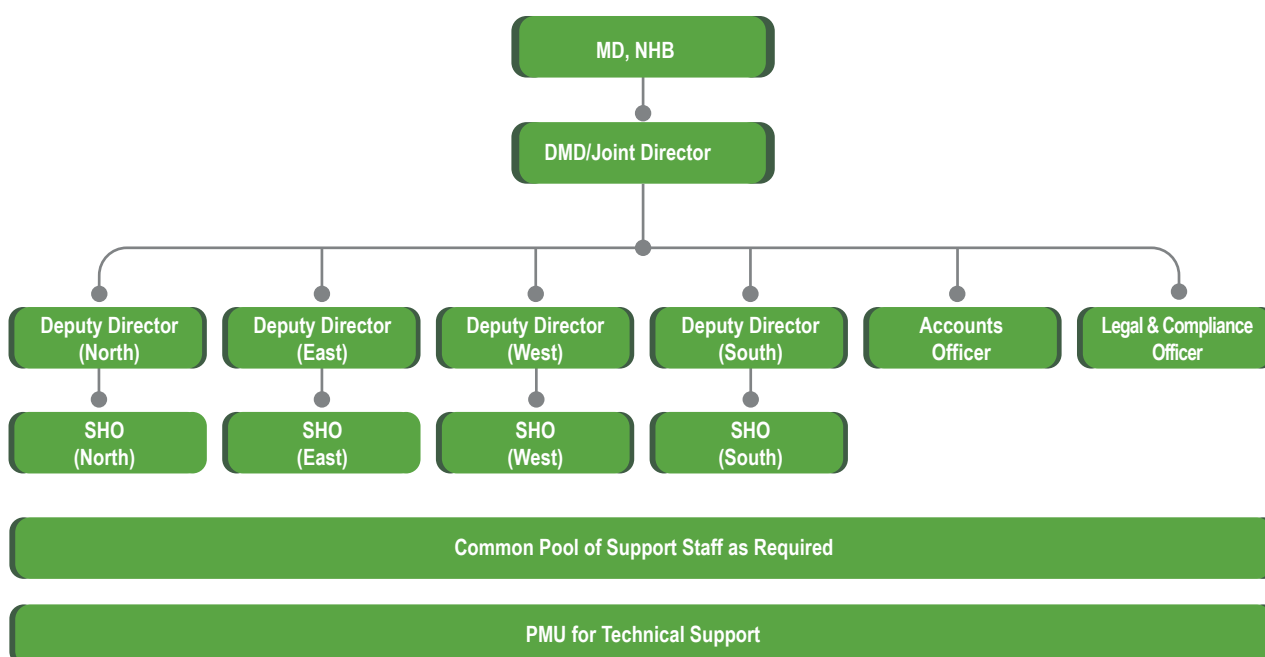 MD, NHB
DMD/Joint Director
Deputy Director
(North)
Deputy Director
(East)
Deputy Director
(West)
Deputy Director
(South)
Accounts
Officer
Legal & Compliance
Officer
SHO
(North)
SHO
(East)
SHO
(West)
SHO
(South)
Common Pool of Support Staff as Required
PMU for Technical Support